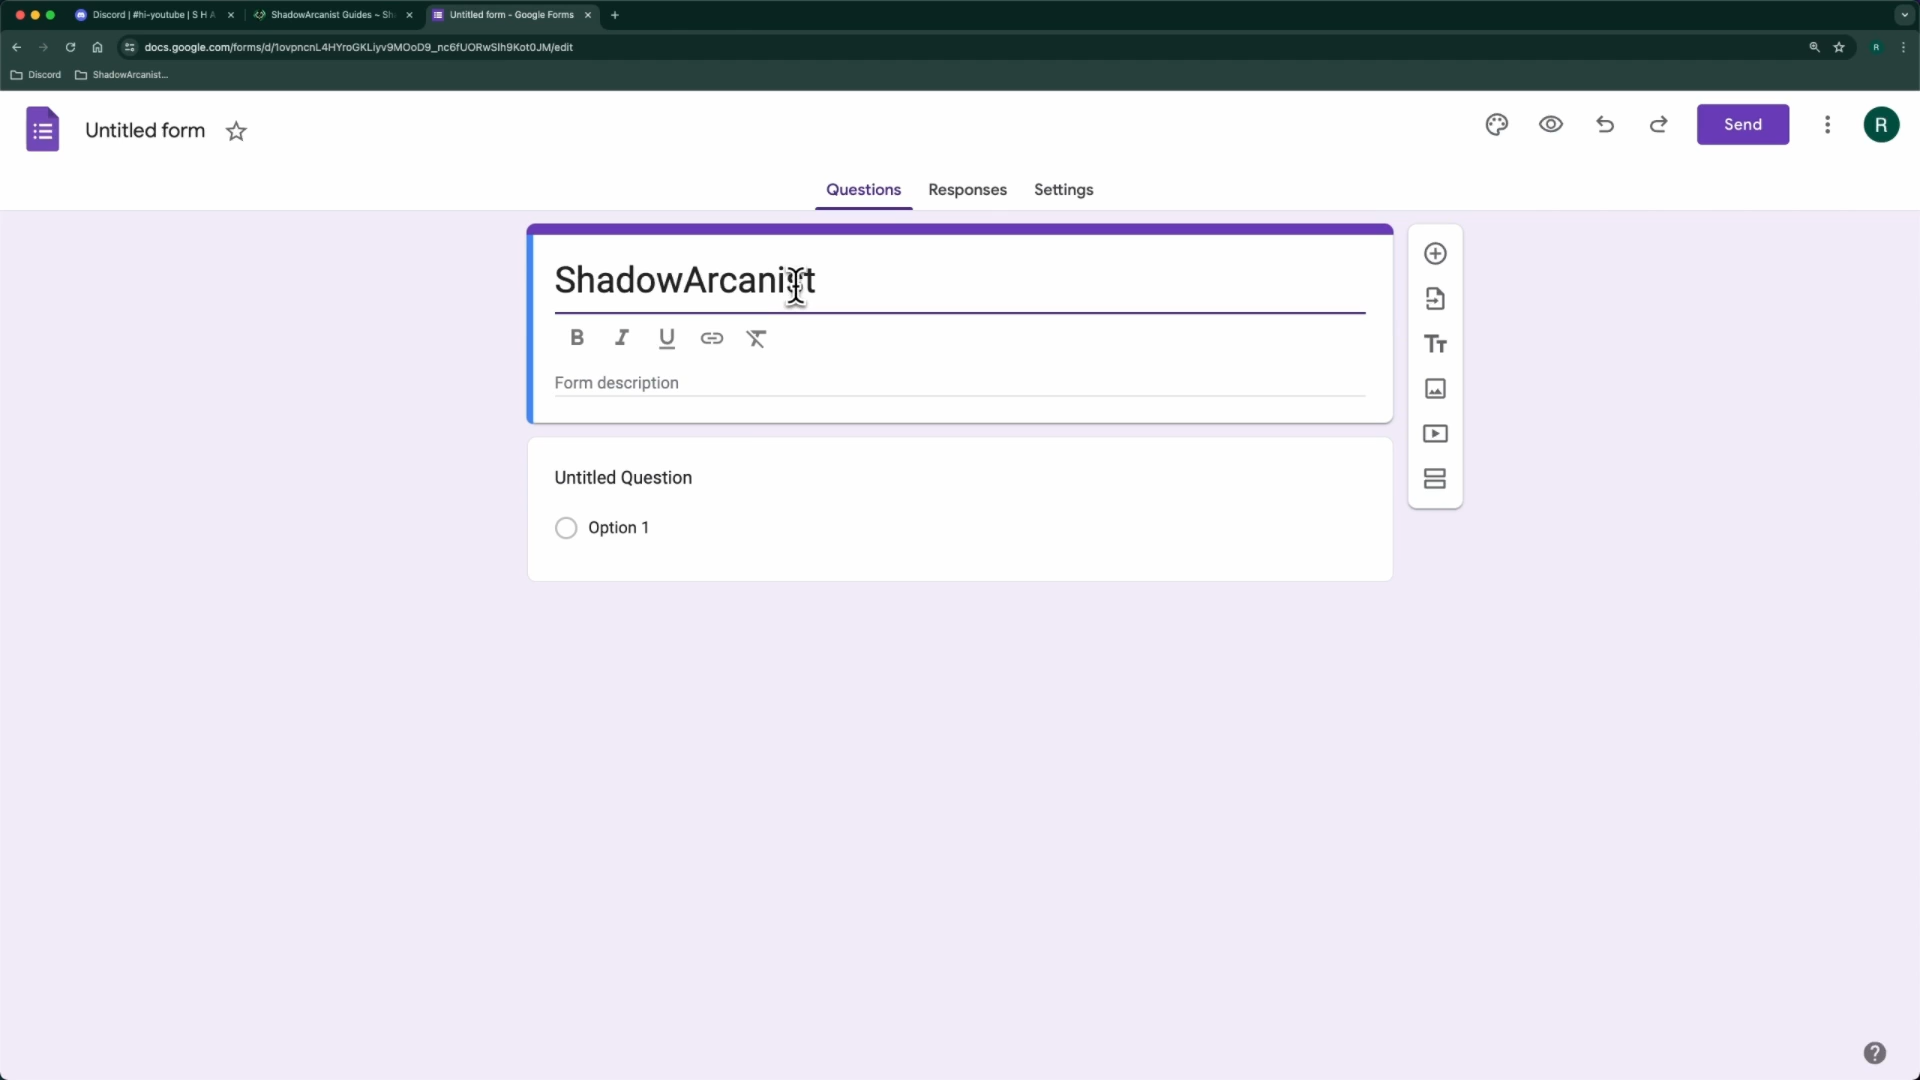 Discord | #hi-youtube | S H A
ShadowArcanist Guides ~ Sh
Untitled form - Google Forms
docs.google.com/forms/d/1ovpncnL4HYroGKLiyv9MOoD9_nc6fUORwSlh9Kot0JM/edit
R
Discord
ShadowArcanist...
Untitled form
Send
R
Questions
Responses
Settings
ShadowArcanist
B I U
Form description
Tт
Untitled Question
Option 1